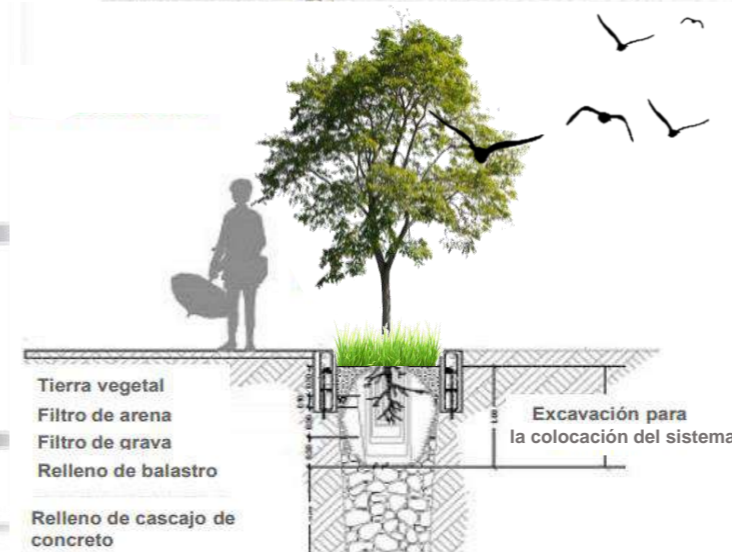 Tierra vegetal
Filtro de arena
Filtro de grava
Relleno de balastro
Relleno de cascajo de
concreto
Excavación para
la colocación del sistema